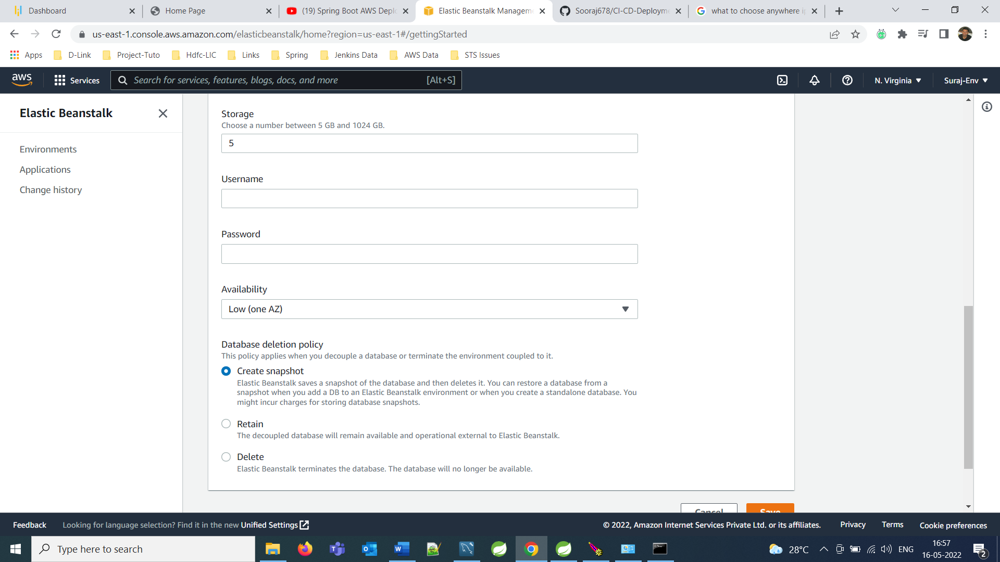 Dashboard
Home Page
(19) Spring Boot AWS Deplo
Elastic Beanstalk Manageme
Sooraj678/CI-CD-Deployme
what to choose anywhere ip
us-east-1.console.aws.amazon.com/elasticbeanstalk/home?region=us-east-1#/gettingStarted
Apps
D-Link
Project-Tuto
Hdfc-LIC
Links
Spring
Jenkins Data
AWS Data
STS Issues
aws
Services
Search for services, features, blogs, docs, and more
[Alt+S]
N. Virginia
Suraj-Env
Elastic Beanstalk
Environments
Applications
Change history
Storage
Choose a number between 5 GB and 1024 GB.
5
Username
Password
Availability
Low (one AZ)
Database deletion policy
This policy applies when you decouple a database or terminate the environment coupled to it.
Create snapshot
Elastic Beanstalk saves a snapshot of the database and then deletes it. You can restore a database from a
snapshot when you add a DB to an Elastic Beanstalk environment or when you create a standalone database. You
might incur charges for storing database snapshots.
Retain
The decoupled database will remain available and operational external to Elastic Beanstalk.
Delete
Elastic Beanstalk terminates the database. The database will no longer be available.
Cancel
Save
Feedback
Looking for language selection? Find it in the new Unified Settings
© 2022, Amazon Internet Services Private Ltd. or its affiliates.
Privacy
Terms
Cookie preferences
Type here to search
28°C
ENG
16:57
16-05-2022
2